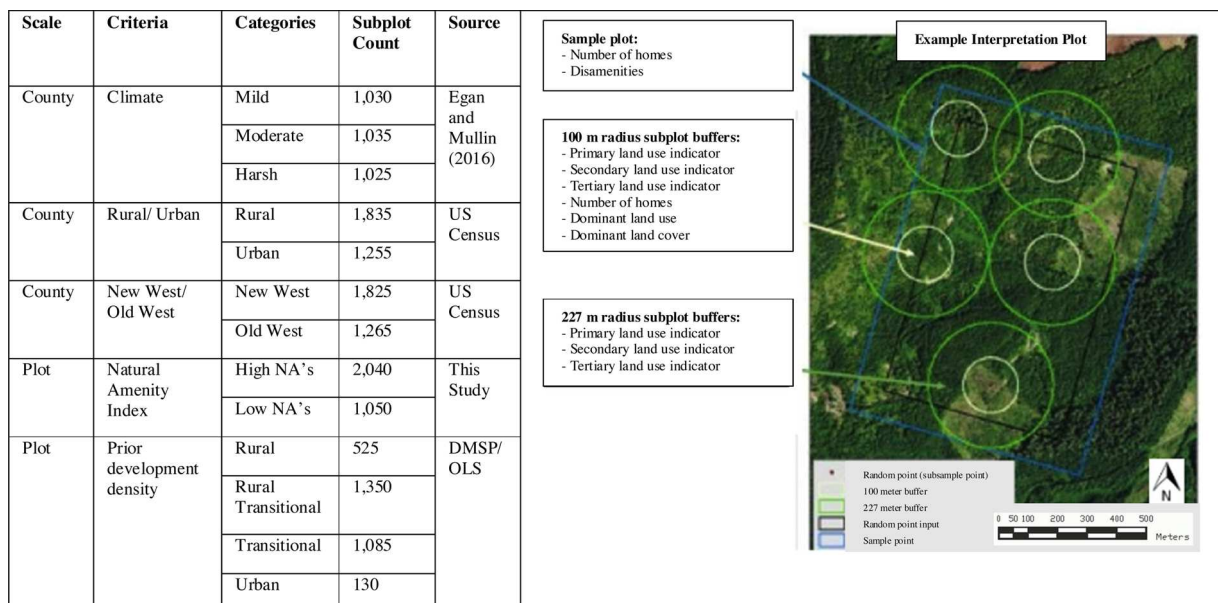 Scale Criteria Categories Subplot Count Source
County Climate Mild 1,030 Egan and Mullin (2016)
Moderate 1,035
Harsh 1,025
County Rural/ Urban Rural 1,835 US Census
Urban 1,255
County New West/ Old West New West 1,825 US Census
Old West 1,265
Plot Natural Amenity Index High NA's 2,040 This Study
Low NA's 1,050
Plot Prior development density Rural 525 DMSP/ OLS
Rural Transitional 1,350
Transitional 1,085
Urban 130
Sample plot:
- Number of homes
- Disamenities
100 m radius subplot buffers:
- Primary land use indicator
- Secondary land use indicator
- Tertiary land use indicator
- Number of homes
- Dominant land use
- Dominant land cover
227 m radius subplot buffers:
- Primary land use indicator
- Secondary land use indicator
- Tertiary land use indicator
Example Interpretation Plot
Random point (subsample point)
100 meter buffer
227 meter buffer
Random point input
Sample point
N
0 50 100 200 300 400 500
Meters